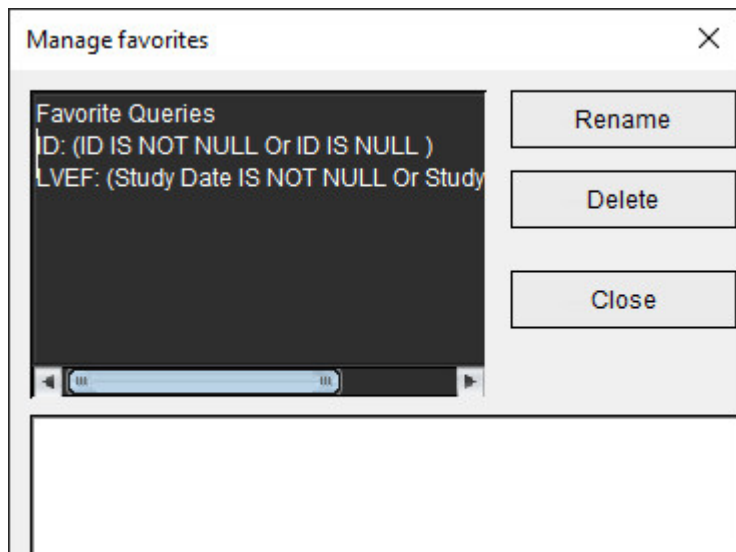 Manage favorites
Favorite Queries
ID: (ID IS NOT NULL Or ID IS NULL )
LVEF: (Study Date IS NOT NULL Or Study
Rename
Delete
Close